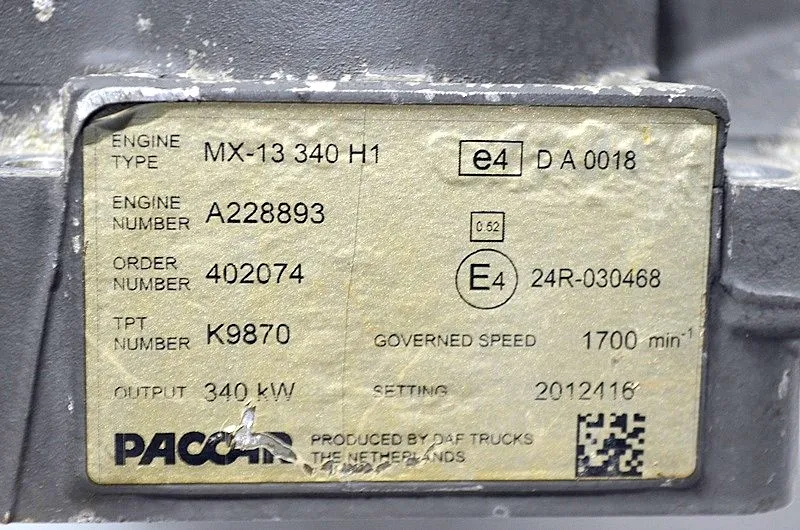 ENGINE TYPE MX-13 340 H1 e4 D A 0018
ENGINE NUMBER A228893
0.52
ORDER NUMBER 402074 E4 24R-030468
TPT NUMBER K9870 GOVERNED SPEED 1700 min⁻¹
OUTPUT 340 kW SETTING 2012416
PACCAR PRODUCED BY DAF TRUCKS
THE NETHERLANDS